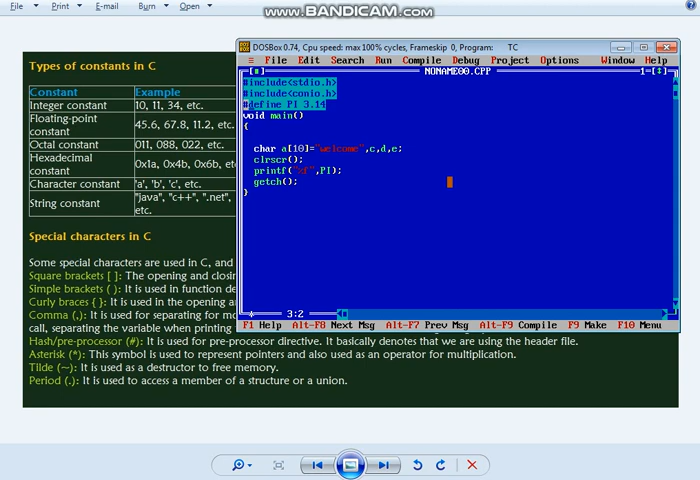 File Print E-mail Burn Open
www.BANDICAM.com
Types of constants in C
Constant Example
Integer constant 10, 11, 34, etc.
Floating-point constant 45.6, 67.8, 11.2, etc.
Octal constant 011, 088, 022, etc.
Hexadecimal constant 0x1a, 0x4b, 0x6b, et
Character constant 'a', 'b', 'c', etc.
String constant "java", "c++", ".net", etc.
Special characters in C
Some special characters are used in C, and
Square brackets [ ]: The opening and closin
Simple brackets ( ): It is used in function de
Curly braces { }: It is used in the opening an
Comma (,): It is used for separating for mo
call, separating the variable when printing
Hash/pre-processor (#): It is used for pre-processor directive. It basically denotes that we are using the header file.
Asterisk (*): This symbol is used to represent pointers and also used as an operator for multiplication.
Tilde (~): It is used as a destructor to free memory.
Period (.): It is used to access a member of a structure or a union.
DOSBox 0.74, Cpu speed: max 100% cycles, Frameskip 0, Program: TC
≡ File Edit Search Run Compile Debug Project Options Window Help
NONAME00.CPP 1=[↕]
#include<stdio.h>
#include<conio.h>
#define PI 3.14
void main()
{
char a[10]="welcome",c,d,e;
clrscr();
printf("%f",PI);
getch();
}
3:2
F1 Help Alt-F8 Next Msg Alt-F7 Prev Msg Alt-F9 Compile F9 Make F10 Menu